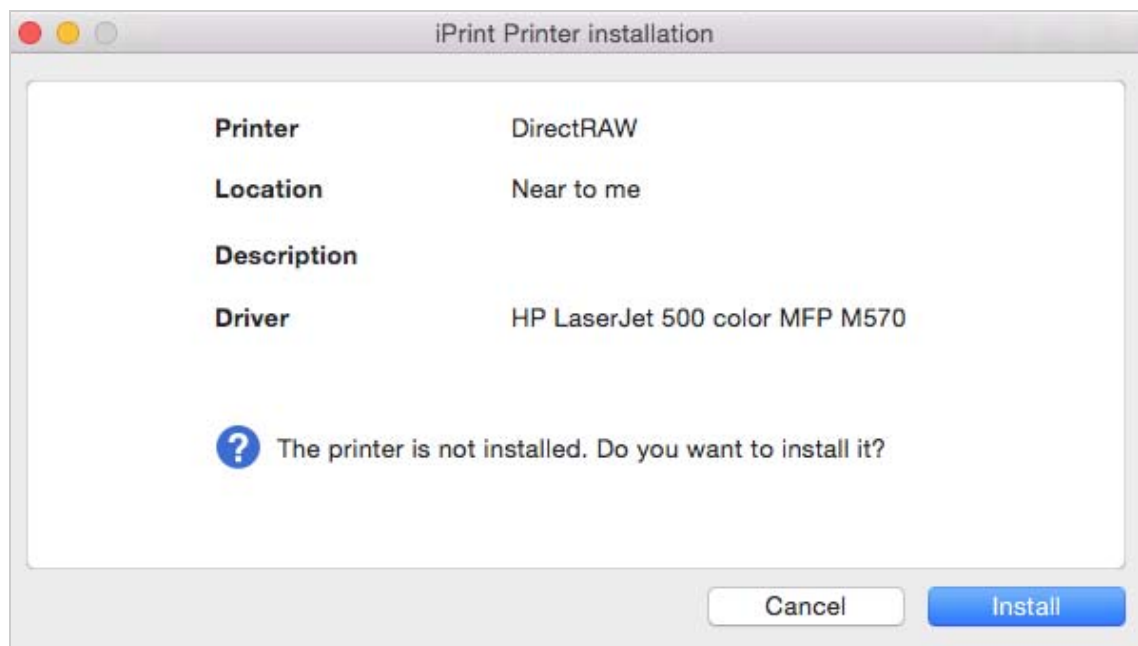 iPrint Printer installation
Printer DirectRAW
Location Near to me
Description
Driver HP LaserJet 500 color MFP M570
? The printer is not installed. Do you want to install it?
Cancel Install